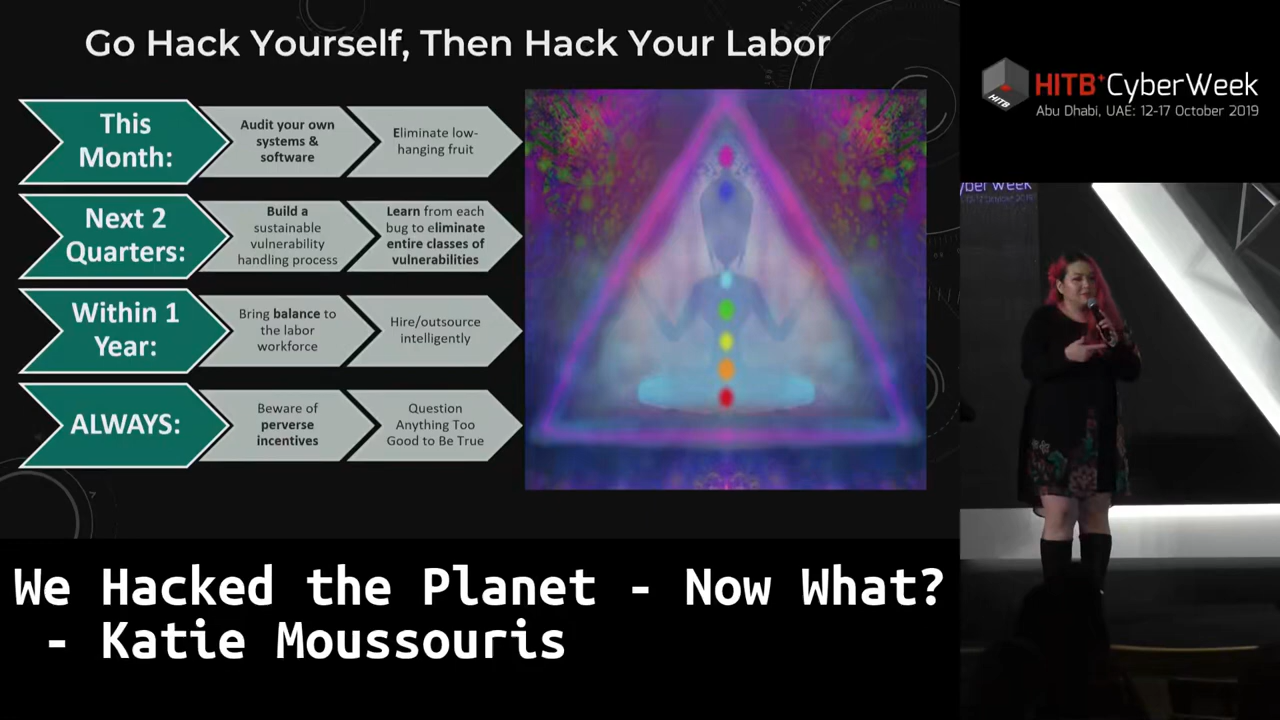 Go Hack Yourself, Then Hack Your Labor
This
Month:
Audit your own
systems &
software
Eliminate low-
hanging fruit
Next 2
Quarters:
Build a
sustainable
vulnerability
handling process
Learn from each
bug to eliminate
entire classes of
vulnerabilities
Within 1
Year:
Bring balance to
the labor
workforce
Hire/outsource
intelligently
ALWAYS:
Beware of
perverse
incentives
Question
Anything Too
Good to Be True
HITB+CyberWeek
HITB
Abu Dhabi, UAE: 12-17 October 2019
yber Week
We Hacked the Planet - Now What?
- Katie Moussouris